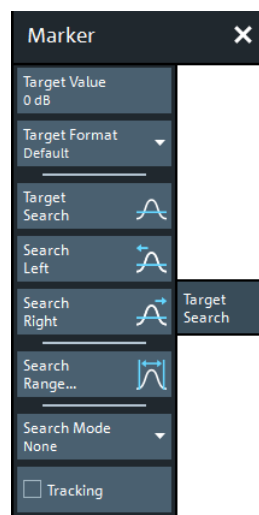 Marker
Target Value
0 dB
Target Format
Default
Target
Search
Search
Left
Search
Right
Target
Search
Search
Range...
Search Mode
None
Tracking